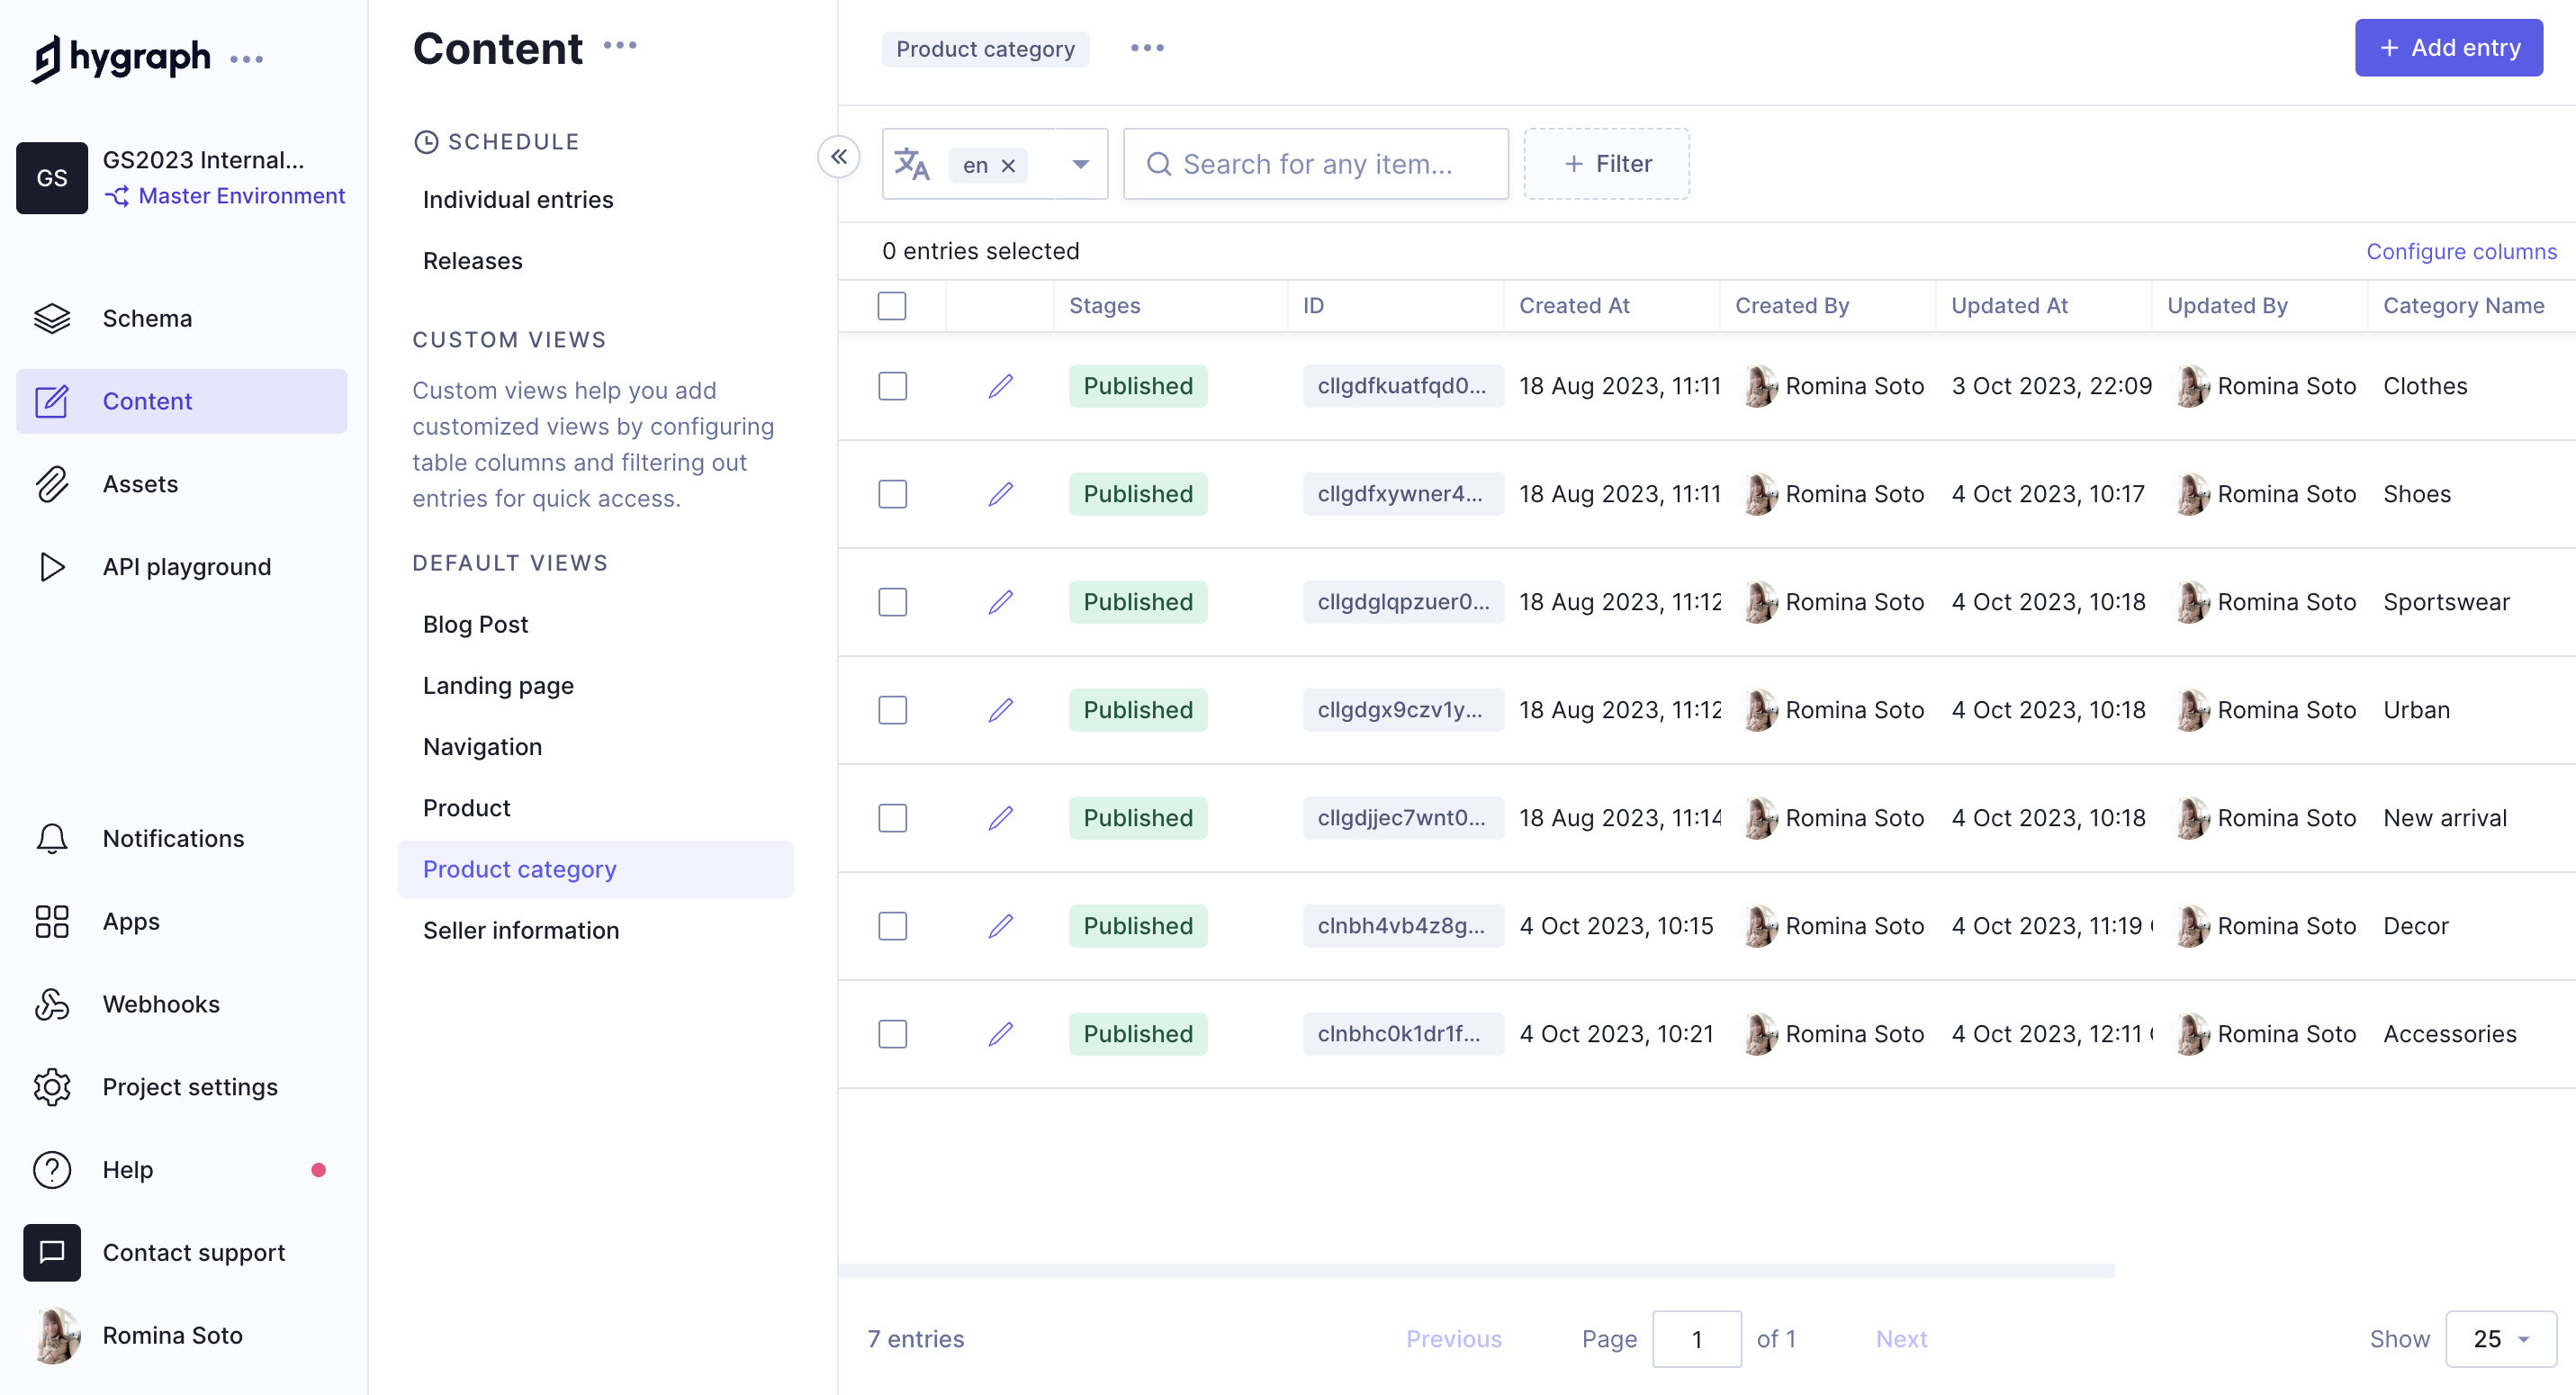 hygraph
GS
GS2023 Internal...
Master Environment
Schema
Content
Assets
API playground
Notifications
Apps
Webhooks
Project settings
Help
Contact support
Romina Soto
Content
SCHEDULE
Individual entries
Releases
CUSTOM VIEWS
Custom views help you add
customized views by configuring
table columns and filtering out
entries for quick access.
DEFAULT VIEWS
Blog Post
Landing page
Navigation
Product
Product category
Seller information
Product category
+ Add entry
en
Search for any item...
+ Filter
0 entries selected
Configure columns
Stages ID Created At Created By Updated At Updated By Category Name
Published cllgdfkuatfqd0... 18 Aug 2023, 11:11 Romina Soto 3 Oct 2023, 22:09 Romina Soto Clothes
Published cllgdfxywner4... 18 Aug 2023, 11:11 Romina Soto 4 Oct 2023, 10:17 Romina Soto Shoes
Published cllgdglqpzuer0... 18 Aug 2023, 11:12 Romina Soto 4 Oct 2023, 10:18 Romina Soto Sportswear
Published cllgdgx9czv1y... 18 Aug 2023, 11:12 Romina Soto 4 Oct 2023, 10:18 Romina Soto Urban
Published cllgdjjec7wnt0... 18 Aug 2023, 11:14 Romina Soto 4 Oct 2023, 10:18 Romina Soto New arrival
Published clnbh4vb4z8g... 4 Oct 2023, 10:15 Romina Soto 4 Oct 2023, 11:19 Romina Soto Decor
Published clnbhc0k1dr1f... 4 Oct 2023, 10:21 Romina Soto 4 Oct 2023, 12:11 Romina Soto Accessories
7 entries
Previous
Page 1 of 1
Next
Show 25